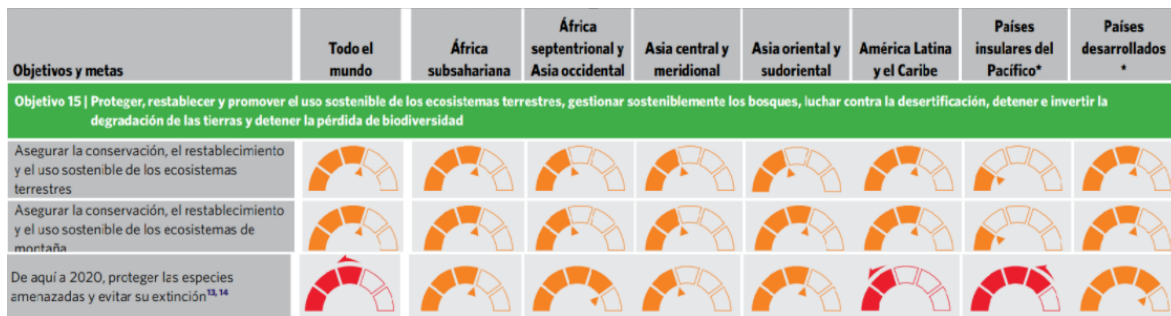 Objetivos y metas
Todo el
mundo
África
subsahariana
África
septentrional y
Asia occidental
Asia central y
meridional
Asia oriental y
sudoriental
América Latina
y el Caribe
Países
insulares del
Pacífico*
Países
desarrollados
*
Objetivo 15 | Proteger, restablecer y promover el uso sostenible de los ecosistemas terrestres, gestionar sosteniblemente los bosques, luchar contra la desertificación, detener e invertir la
degradación de las tierras y detener la pérdida de biodiversidad
Asegurar la conservación, el restablecimiento
y el uso sostenible de los ecosistemas
terrestres
Asegurar la conservación, el restablecimiento
y el uso sostenible de los ecosistemas de
montaña
De aquí a 2020, proteger las especies
amenazadas y evitar su extinción13, 14